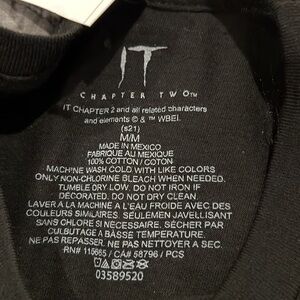 IT
CHAPTER TWO™
IT CHAPTER 2 and all related characters
and elements © & ™ WBEI.
(s21)
M/M
MADE IN MEXICO
FABRIQUE AU MEXIQUE
100% COTTON / COTON
MACHINE WASH COLD WITH LIKE COLORS
ONLY NON-CHLORINE BLEACH WHEN NEEDED.
TUMBLE DRY LOW. DO NOT IRON IF
DECORATED. DO NOT DRY CLEAN.
LAVER À LA MACHINE À L'EAU FROIDE AVEC DES
COULEURS SIMILAIRES. SEULEMEN JAVELLISANT
SANS CHLORE SI NÉCESSAIRE. SÉCHER PAR
CULBUTAGE À BASSE TEMPÉRATURE.
NE PAS REPASSER. NE PAS NETTOYER A SEC.
RN# 115665 / CA# 58796 / PCS
03589520